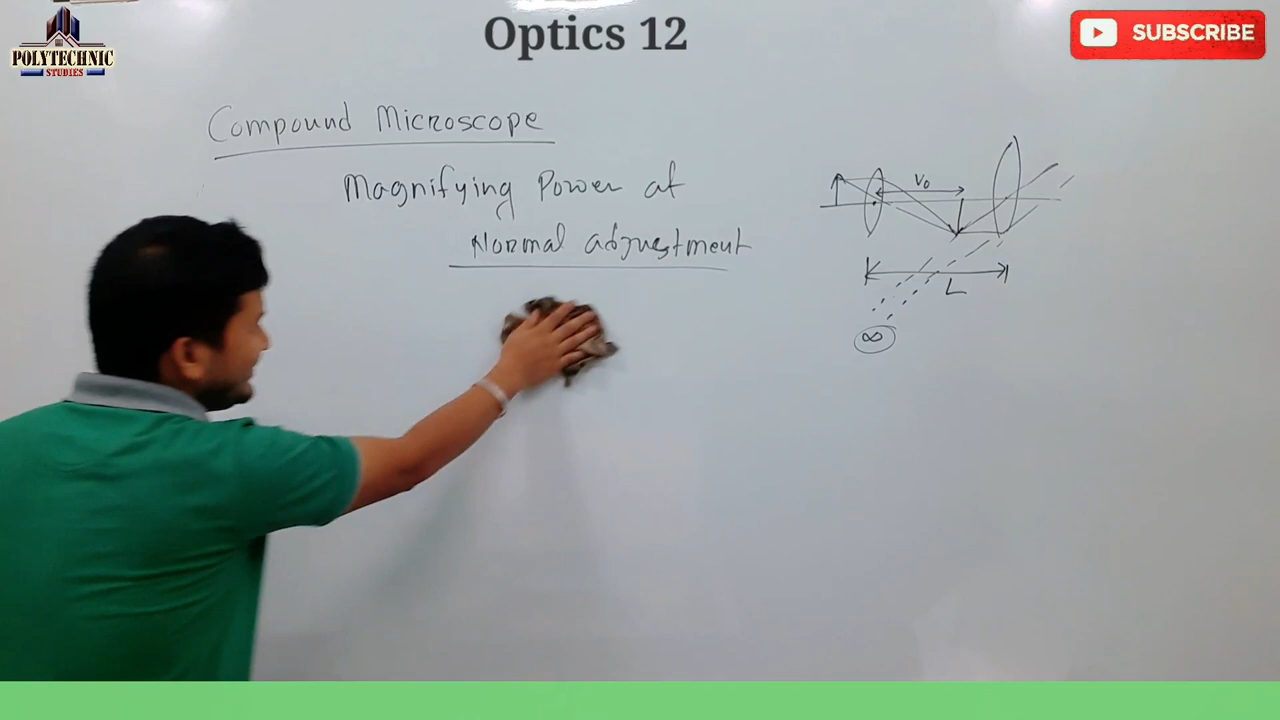 Optics 12
POLYTECHNIC
STUDIES
SUBSCRIBE
Compound Microscope
Magnifying Power at
Normal adjustment
V₀
L
∞